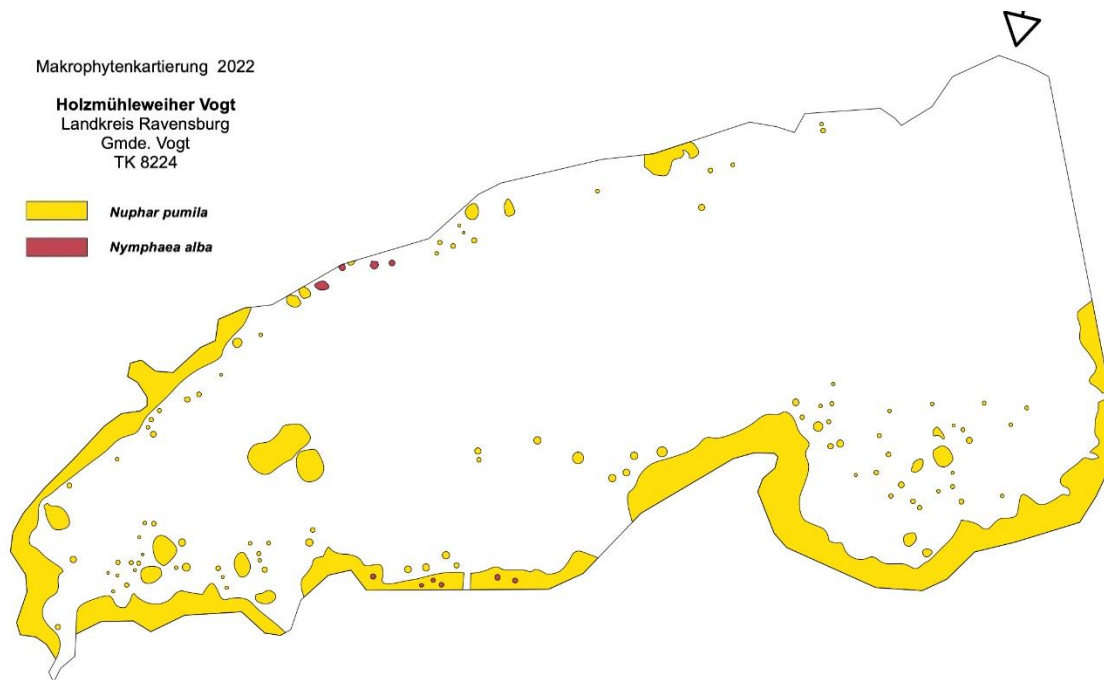 Makrophytenkartierung 2022
Holzmühleweiher Vogt
Landkreis Ravensburg
Gmde. Vogt
TK 8224
Nuphar pumila
Nymphaea alba